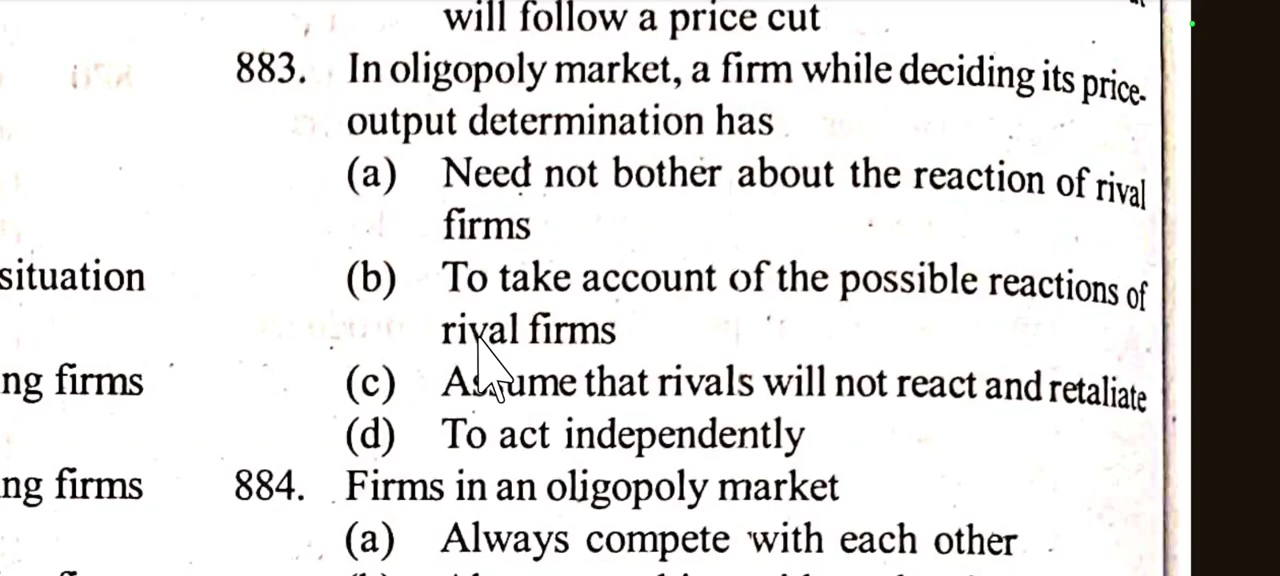 will follow a price cut
883. In oligopoly market, a firm while deciding its price-
output determination has
(a) Need not bother about the reaction of rival
firms
situation
(b) To take account of the possible reactions of
rival firms
ng firms
(c) Assume that rivals will not react and retaliate
(d) To act independently
ng firms
884. Firms in an oligopoly market
(a) Always compete with each other